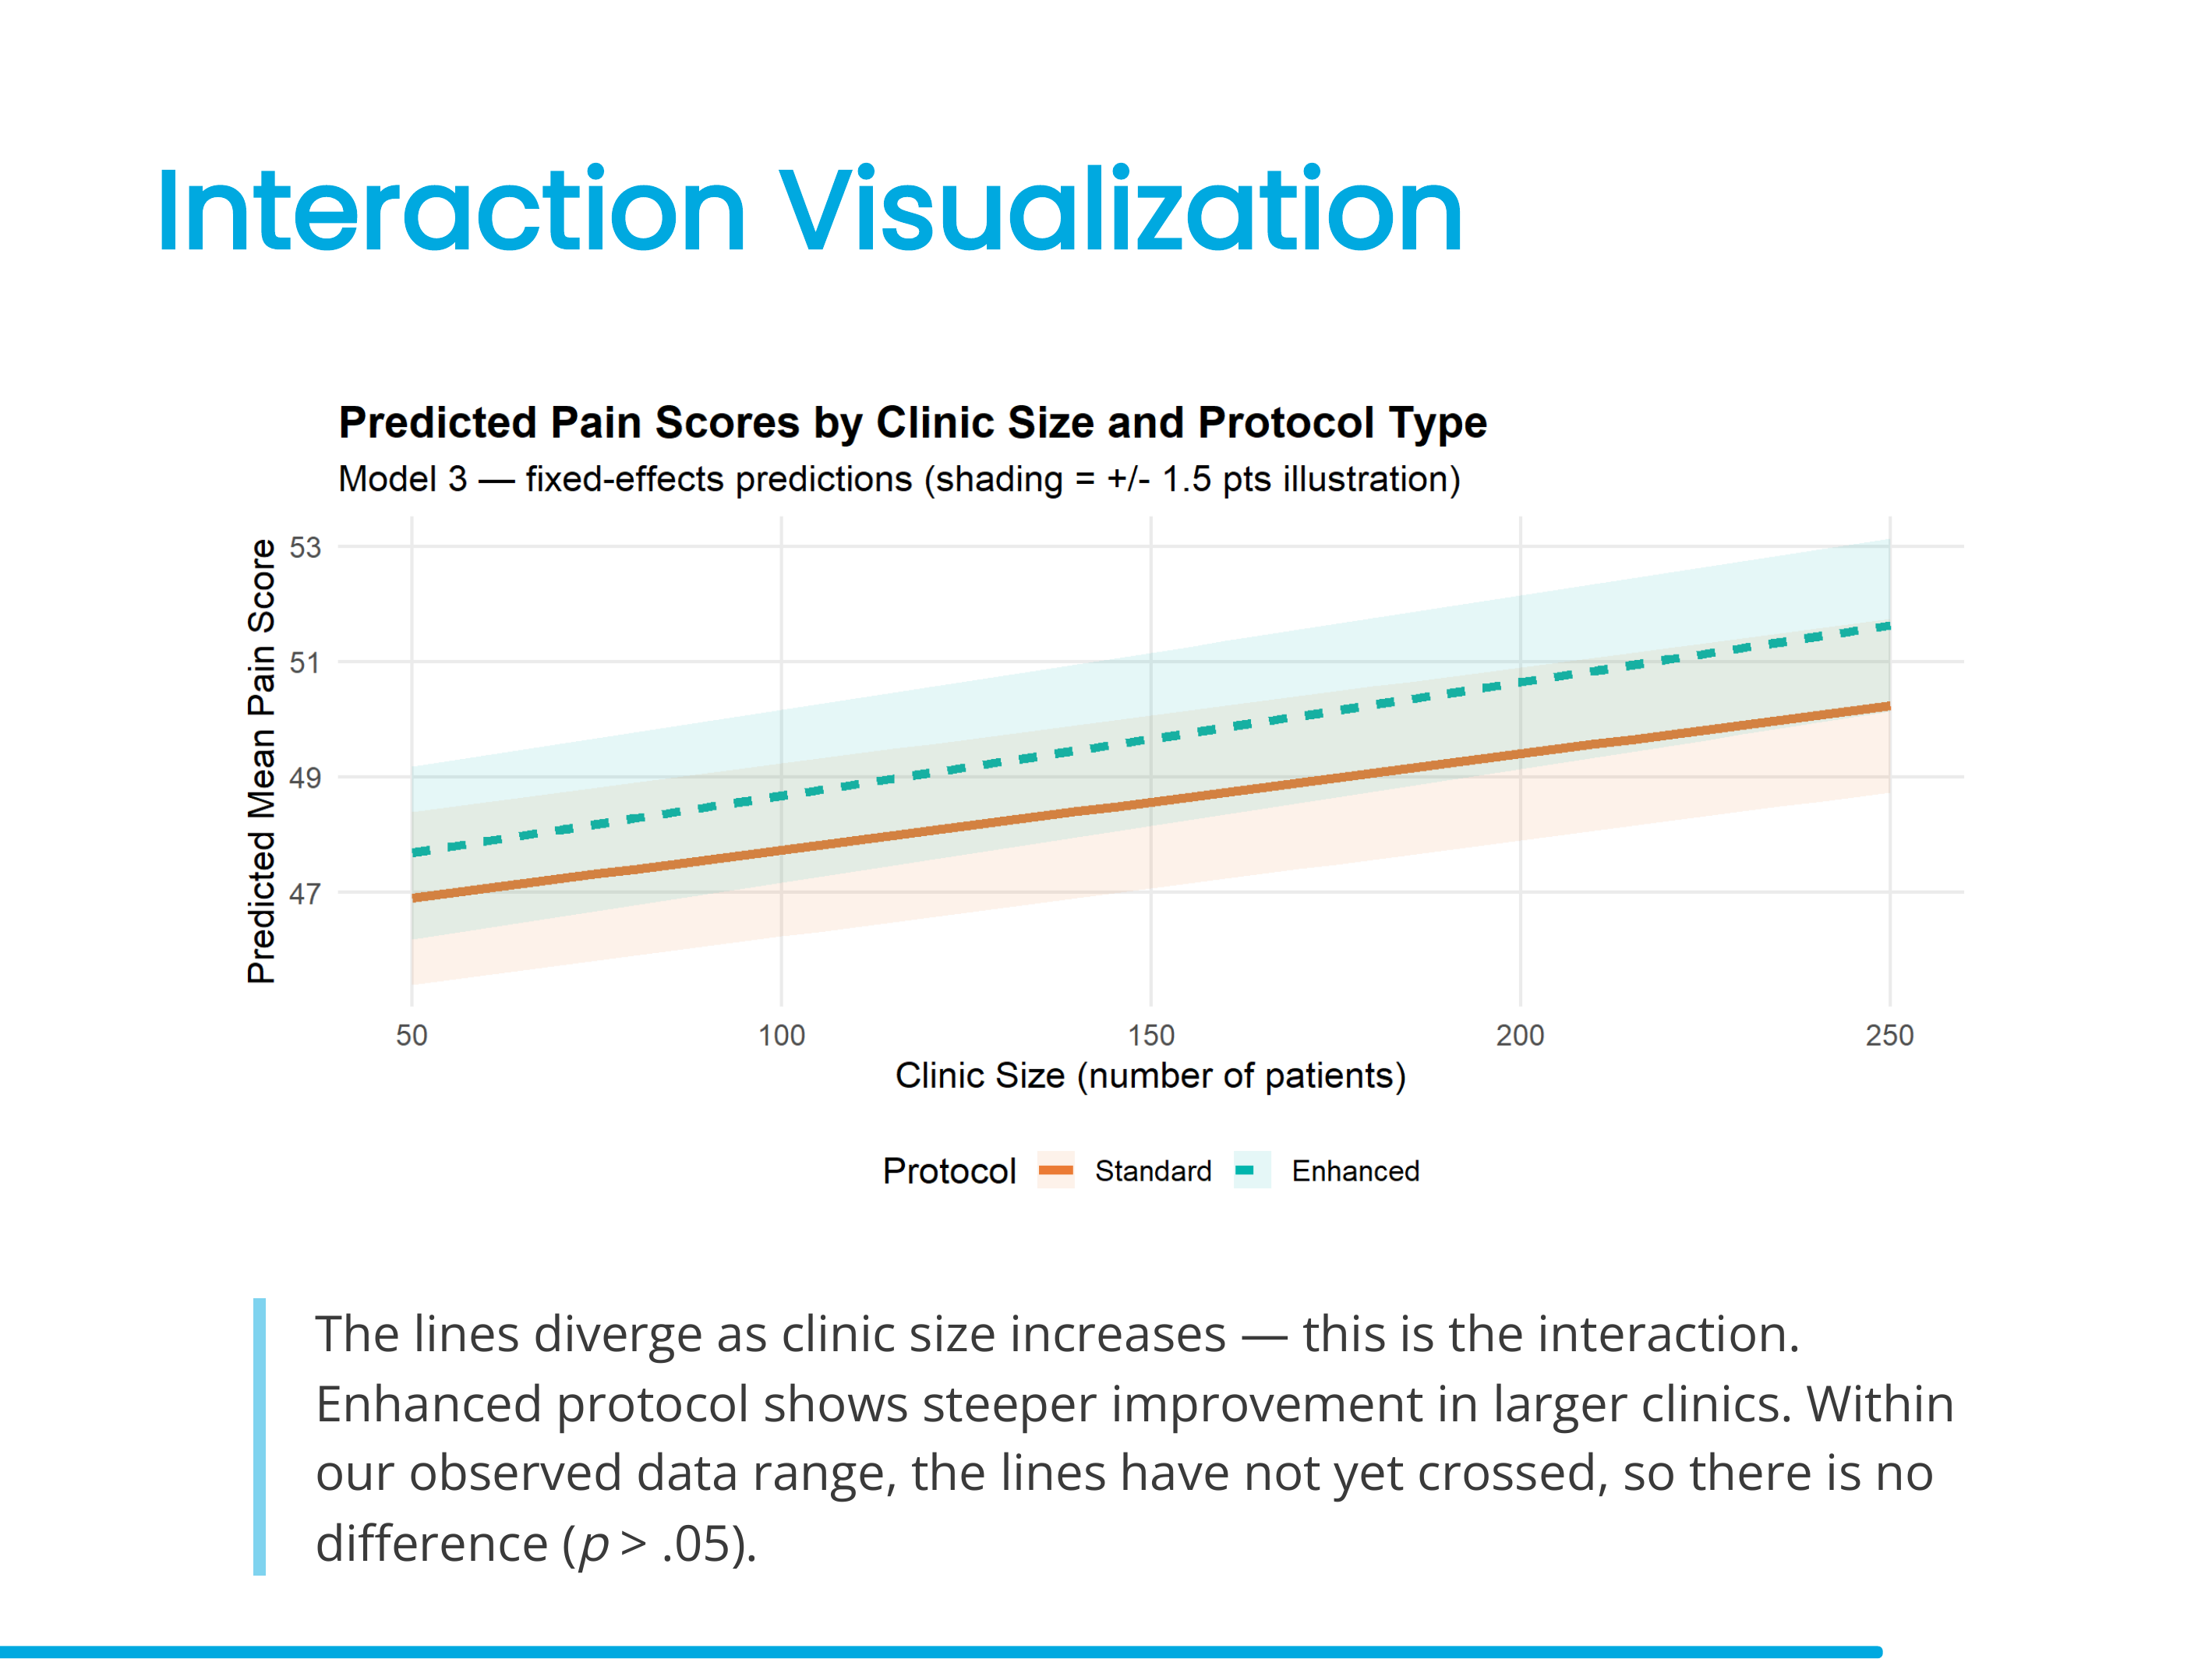 Interaction Visualization
Predicted Pain Scores by Clinic Size and Protocol Type
Model 3 — fixed-effects predictions (shading = +/- 1.5 pts illustration)
Predicted Mean Pain Score
53
51
49
47
50 100 150 200 250
Clinic Size (number of patients)
Protocol Standard Enhanced
The lines diverge as clinic size increases — this is the interaction.
Enhanced protocol shows steeper improvement in larger clinics. Within
our observed data range, the lines have not yet crossed, so there is no
difference (p > .05).